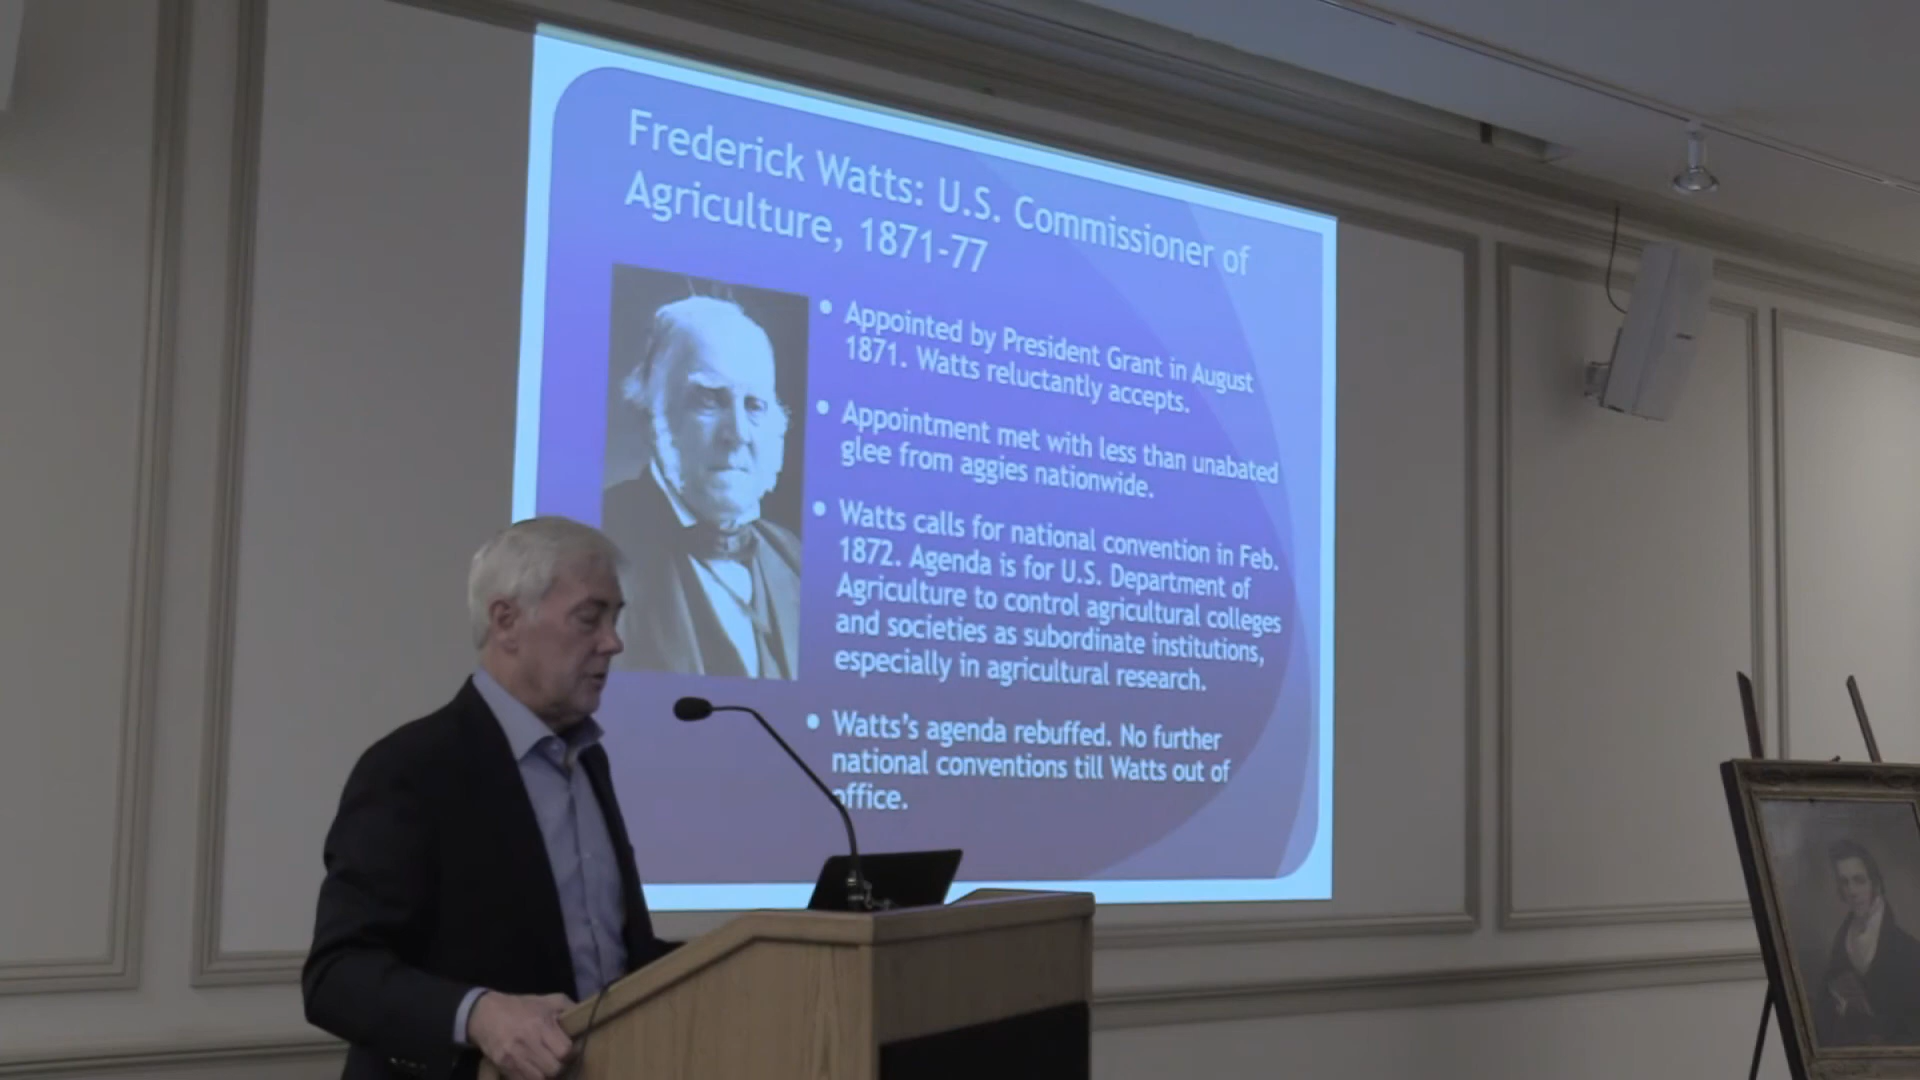 Frederick Watts: U.S. Commissioner of
Agriculture, 1871-77
• Appointed by President Grant in August
1871. Watts reluctantly accepts.
• Appointment met with less than unabated
glee from aggies nationwide.
• Watts calls for national convention in Feb.
1872. Agenda is for U.S. Department of
Agriculture to control agricultural colleges
and societies as subordinate institutions,
especially in agricultural research.
• Watts’s agenda rebuffed. No further
national conventions till Watts out of
office.